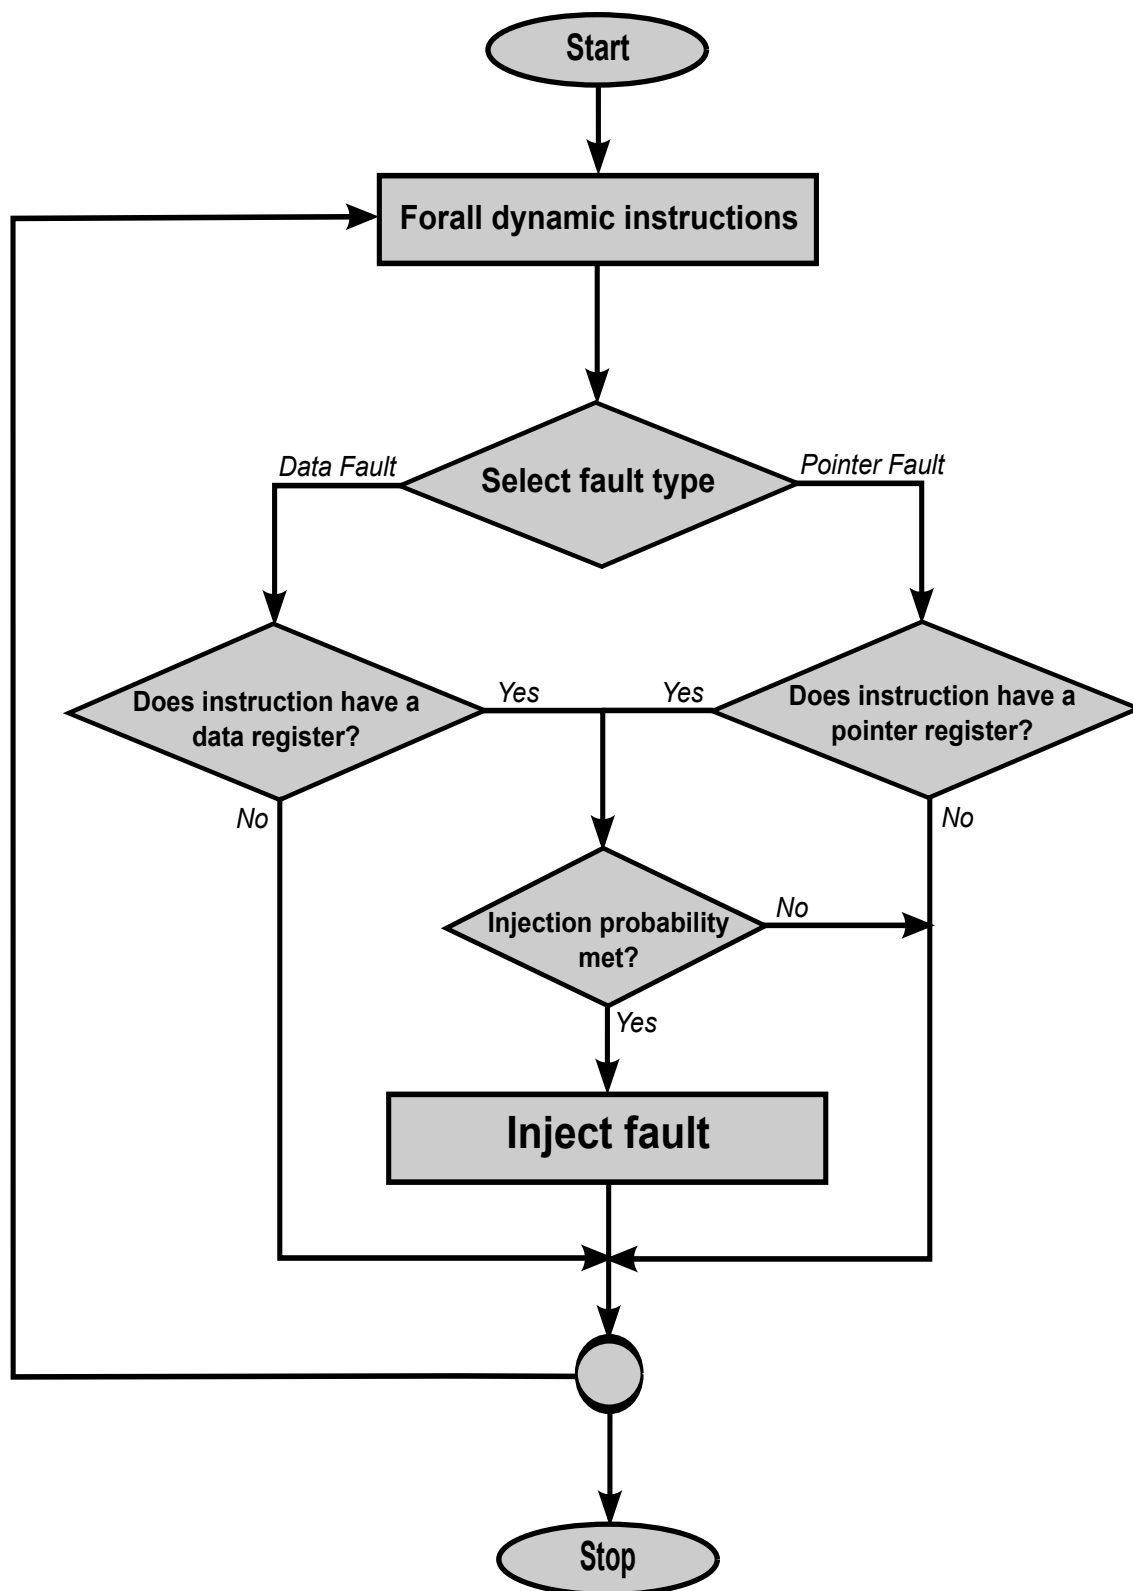 Start
Forall dynamic instructions
Data Fault
Pointer Fault
Select fault type
Does instruction have a
data register?
Yes
Yes
Does instruction have a
pointer register?
No
No
Injection probability
met?
No
Yes
Inject fault
Stop